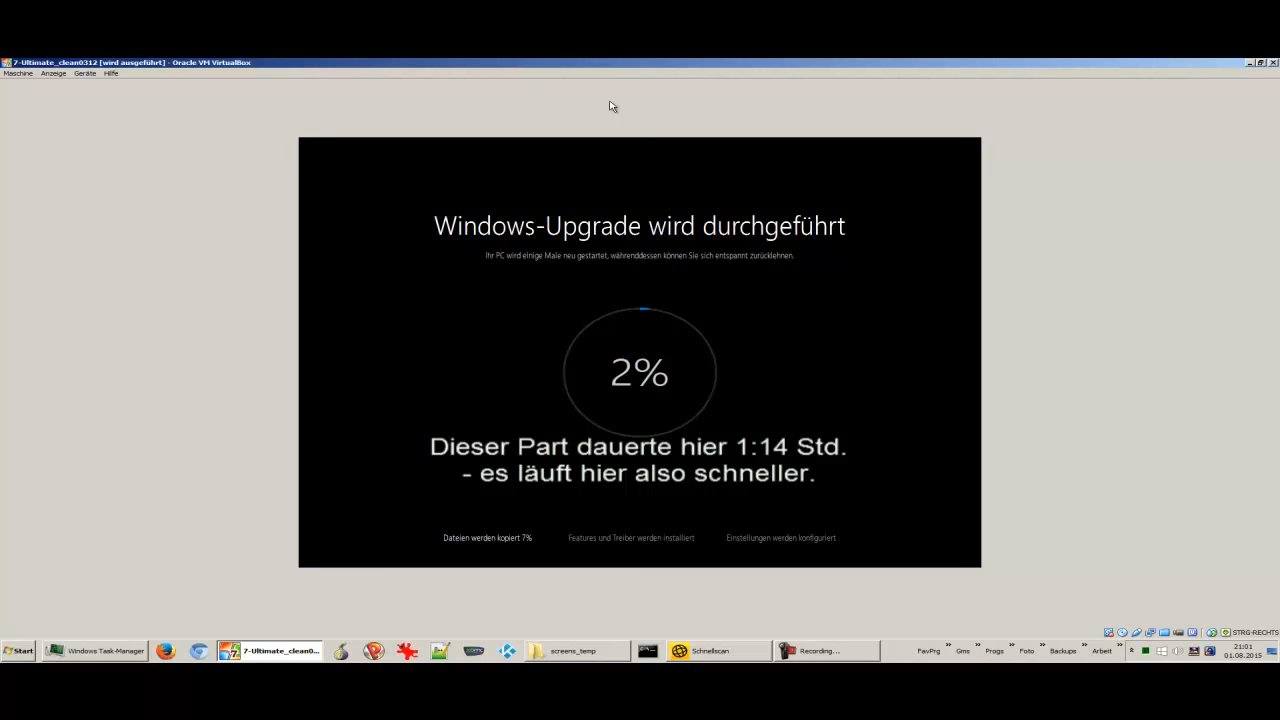 7-Ultimate_clean0312 [wird ausgeführt] - Oracle VM VirtualBox
Maschine Anzeige Geräte Hilfe
Windows-Upgrade wird durchgeführt
Ihr PC wird einige Male neu gestartet, währenddessen können Sie sich entspannt zurücklehnen.
2%
Dieser Part dauerte hier 1:14 Std.
- es läuft hier also schneller.
Dateien werden kopiert 7% Features und Treiber werden installiert Einstellungen werden konfiguriert
STRG-RECHTS
Start Windows Task-Manager 7-Ultimate_clean0... screens_temp Schnellscan Recording... FavPrg » Gms » Progs » Foto » Backups » Arbeit » 21:01
01.08.2015